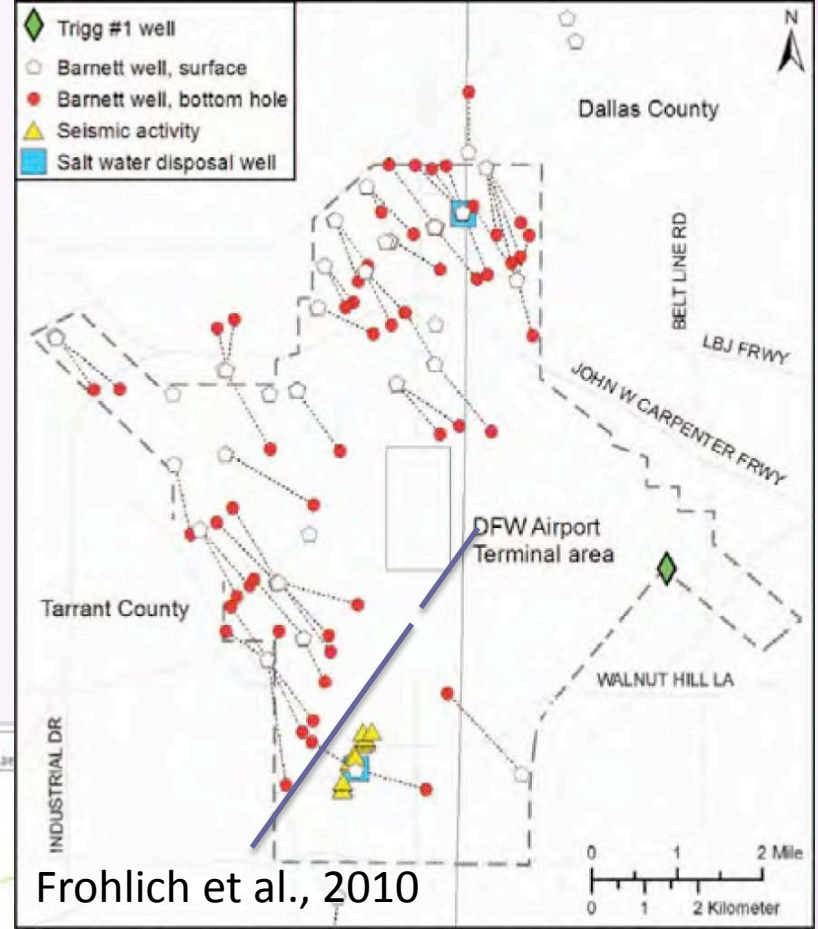 Trigg #1 well
Barnett well, surface
Barnett well, bottom hole
Seismic activity
Salt water disposal well
N
Dallas County
BELT LINE RD
LBJ FRWY
JOHN W CARPENTER FRWY
DFW Airport
Terminal area
Tarrant County
WALNUT HILL LA
INDUSTRIAL DR
0 1 2 Mile
0 1 2 Kilometer
Frohlich et al., 2010